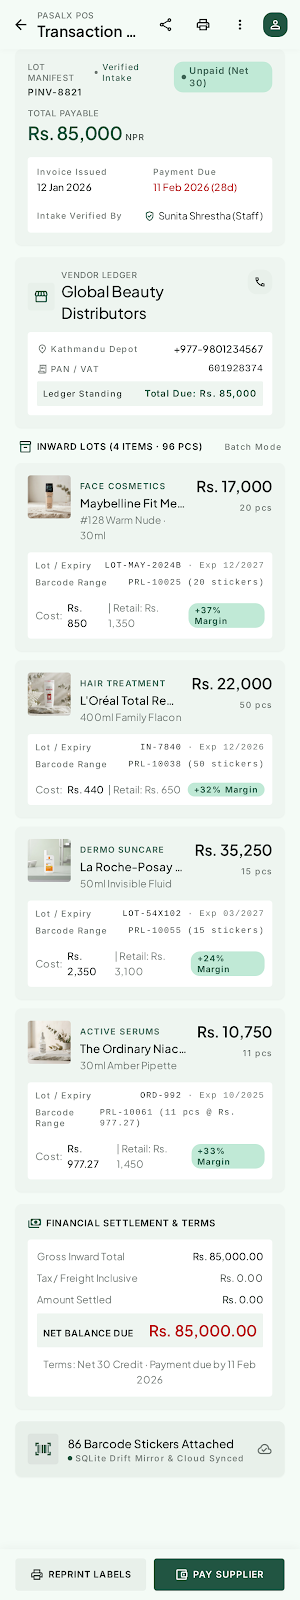 PASALX POS
Transaction ...
LOT MANIFEST
• Verified Intake
• Unpaid (Net 30)
PINV-8821
TOTAL PAYABLE
Rs. 85,000 NPR
Invoice Issued
Payment Due
12 Jan 2026
11 Feb 2026 (28d)
Intake Verified By
Sunita Shrestha (Staff)
VENDOR LEDGER
Global Beauty
Distributors
Kathmandu Depot
+977-9801234567
PAN / VAT
601928374
Ledger Standing
Total Due: Rs. 85,000
INWARD LOTS (4 ITEMS · 96 PCS)
Batch Mode
FACE COSMETICS
Rs. 17,000
Maybelline Fit Me...
20 pcs
#128 Warm Nude ·
30ml
Lot / Expiry LOT-MAY-2024B · Exp 12/2027
Barcode Range PRL-10025 (20 stickers)
Cost: Rs. 850 | Retail: Rs. 1,350
+37% Margin
HAIR TREATMENT
Rs. 22,000
L'Oréal Total Re...
50 pcs
400ml Family Flacon
Lot / Expiry IN-7840 · Exp 12/2026
Barcode Range PRL-10038 (50 stickers)
Cost: Rs. 440 | Retail: Rs. 650 +32% Margin
DERMO SUNCARE
Rs. 35,250
La Roche-Posay ...
15 pcs
50ml Invisible Fluid
Lot / Expiry LOT-54X102 · Exp 03/2027
Barcode Range PRL-10055 (15 stickers)
Cost: Rs. 2,350 | Retail: Rs. 3,100
+24% Margin
ACTIVE SERUMS
Rs. 10,750
The Ordinary Niac...
11 pcs
30ml Amber Pipette
Lot / Expiry ORD-992 · Exp 10/2025
Barcode Range PRL-10061 (11 pcs @ Rs. 977.27)
Cost: Rs. 977.27 | Retail: Rs. 1,450
+33% Margin
FINANCIAL SETTLEMENT & TERMS
Gross Inward Total Rs. 85,000.00
Tax / Freight Inclusive Rs. 0.00
Amount Settled Rs. 0.00
NET BALANCE DUE Rs. 85,000.00
Terms: Net 30 Credit · Payment due by 11 Feb
2026
86 Barcode Stickers Attached
• SQLite Drift Mirror & Cloud Synced
REPRINT LABELS
PAY SUPPLIER